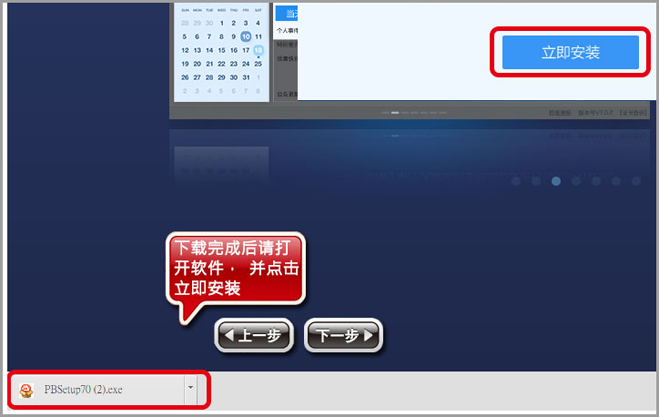 SUN MON TUE WED THU FRI SAT
28 29 30 1 2 3 4
5 6 7 8 9 10 11
12 13 14 15 16 17 18
19 20 21 22 23 24 25
26 27 28 29 30 31 1
2 3 4 5 6 7 8
个人事件
立即安装
下载完成后请打
开软件， 并点击
立即安装
上一步 下一步
PBSetup70 (2).exe